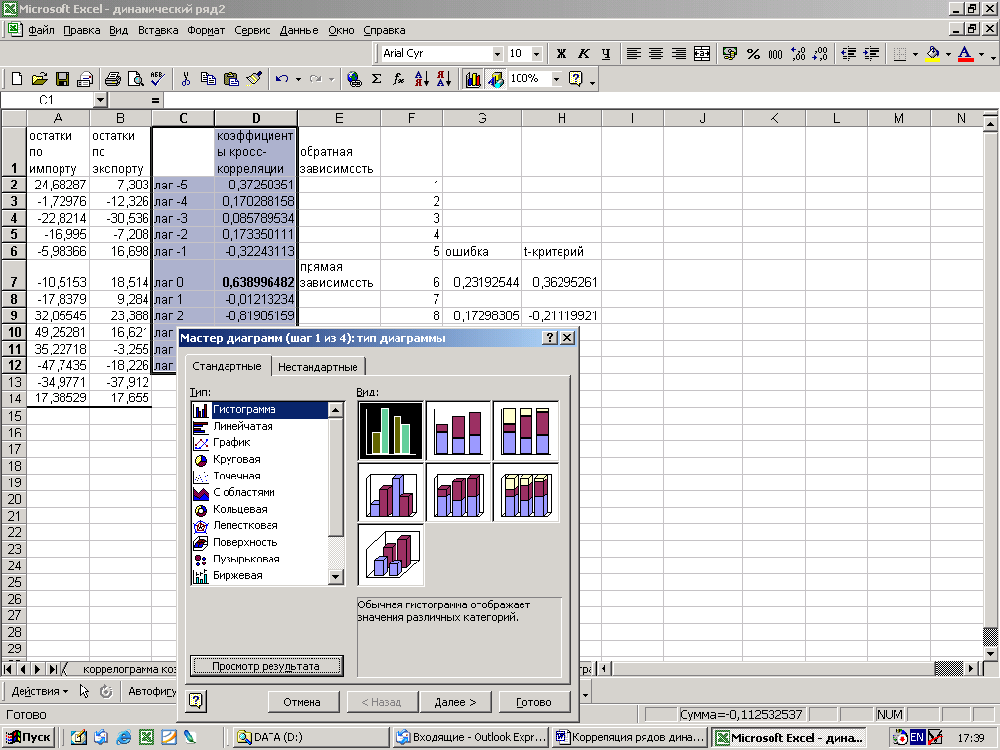 Microsoft Excel - динамический ряд2
Файл Правка Вид Вставка Формат Сервис Данные Окно Справка
Arial Cyr 10 Ж К Ч
100%
C1 =
A B C D E F G H I J K L M N
остатки по импорту
остатки по экспорту
коэффициент
ы кросс-
корреляции
обратная
зависимость
1
2 24,68287 7,303 лаг -5 0,37250351 1
3 -1,72976 -12,326 лаг -4 0,170288158 2
4 -22,8214 -30,536 лаг -3 0,085789534 3
5 -16,995 -7,208 лаг -2 0,173350111 4
6 -5,98366 16,698 лаг -1 -0,32243113 5 ошибка t-критерий
прямая
7 -10,5153 18,514 лаг 0 0,638996482 зависимость 6 0,23192544 0,36295261
8 -17,8379 9,284 лаг 1 -0,01213234 7
9 32,05545 23,388 лаг 2 -0,81905159 8 0,17298305 -0,21119921
10 49,25281 16,621 лаг
11 35,22718 -3,255 лаг
12 -47,7435 -18,226 лаг
13 -34,9771 -37,912
14 17,38529 17,655
15
16
17
18
19
20
21
22
23
24
25
26
27
28
29
Мастер диаграмм (шаг 1 из 4): тип диаграммы
Стандартные Нестандартные
Тип: Вид:
Гистограмма
Линейчатая
График
Круговая
Точечная
С областями
Кольцевая
Лепестковая
Поверхность
Пузырьковая
Биржевая
Обычная гистограмма отображает
значения различных категорий.
Просмотр результата
Отмена < Назад Далее > Готово
коррелограмма коэ
Действия Автофигу
Готово Сумма=-0,112532537 NUM
Пуск DATA (D:) Входящие - Outlook Expr... Корреляция рядов дина... Microsoft Excel - дина... EN 17:39